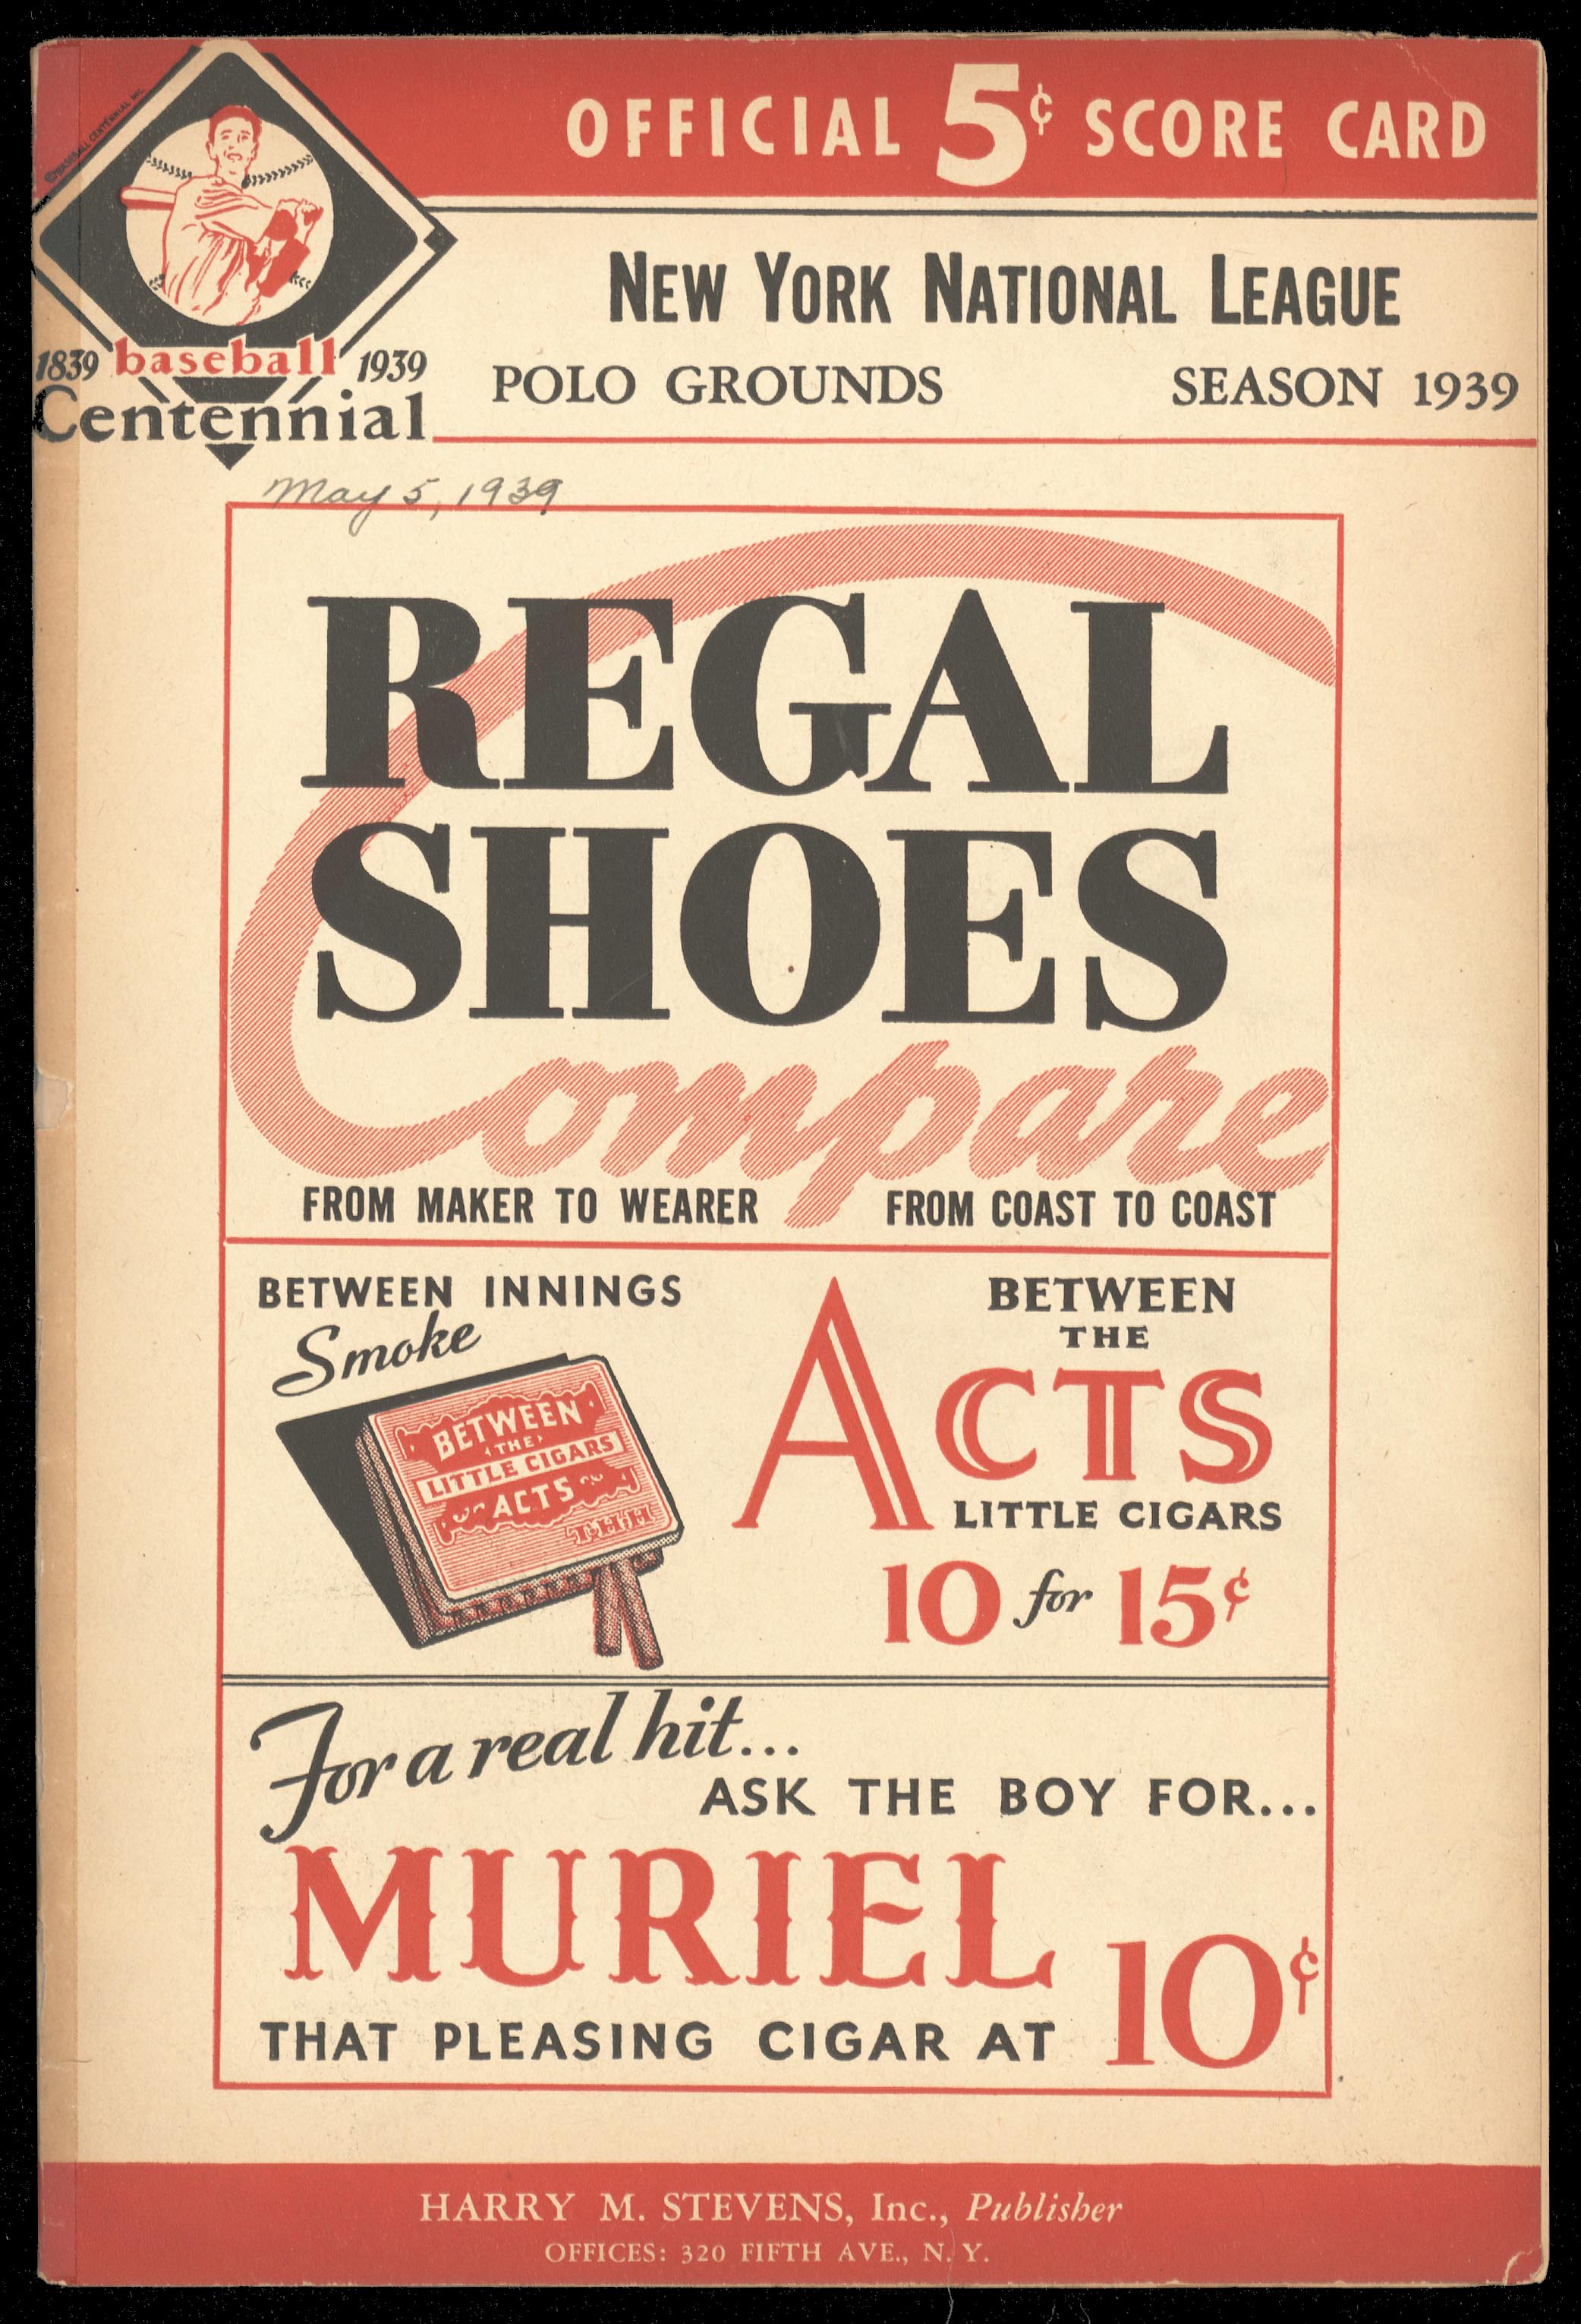 OFFICIAL 5¢ SCORE CARD
© BASEBALL CENTENNIAL INC.
NEW YORK NATIONAL LEAGUE
POLO GROUNDS SEASON 1939
1839 baseball 1939
Centennial
May 5, 1939
REGAL
SHOES
Compare
FROM MAKER TO WEARER FROM COAST TO COAST
BETWEEN INNINGS
Smoke
BETWEEN
THE
LITTLE CIGARS
ACTS
T.H.H
BETWEEN
THE
ACTS
LITTLE CIGARS
10 for 15¢
For a real hit...
ASK THE BOY FOR...
MURIEL
THAT PLEASING CIGAR AT 10¢
HARRY M. STEVENS, Inc., Publisher
OFFICES: 320 FIFTH AVE., N. Y.